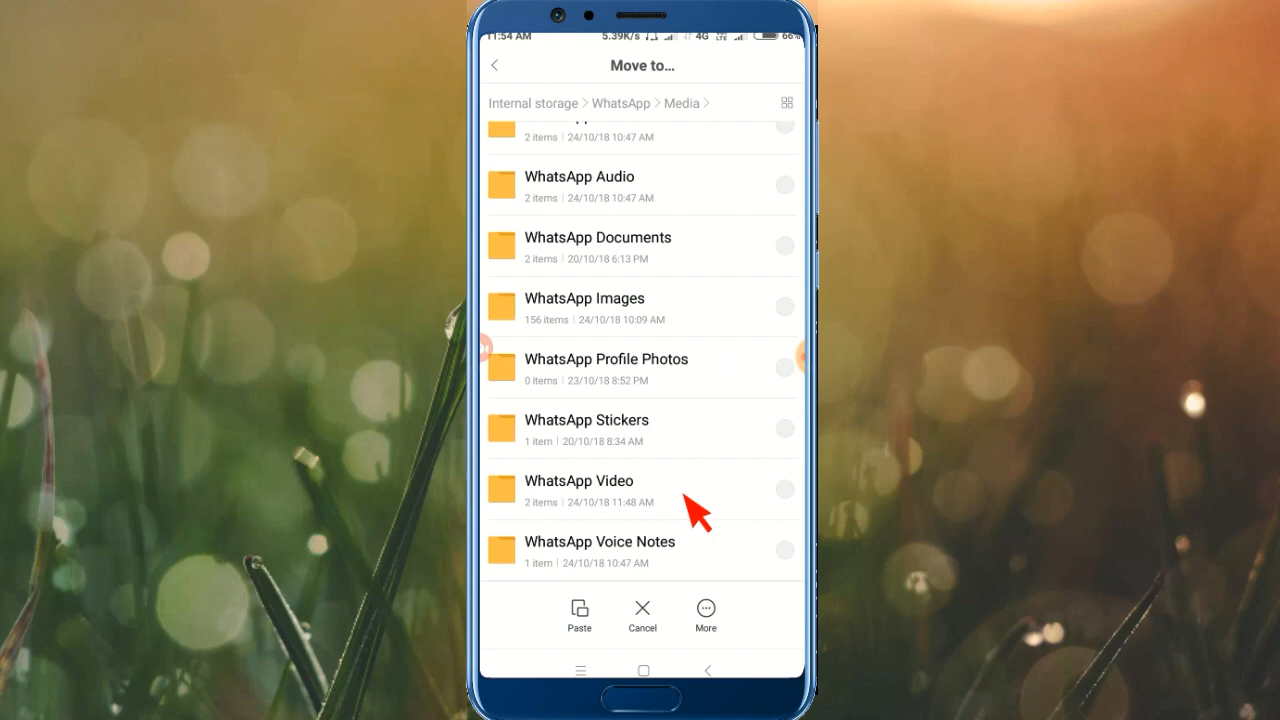 11:54 AM 5.39K/s 4G 66%
Move to...
Internal storage > WhatsApp > Media >
2 items | 24/10/18 10:47 AM
WhatsApp Audio
2 items | 24/10/18 10:47 AM
WhatsApp Documents
2 items | 20/10/18 6:13 PM
WhatsApp Images
156 items | 24/10/18 10:09 AM
WhatsApp Profile Photos
0 items | 23/10/18 8:52 PM
WhatsApp Stickers
1 item | 20/10/18 8:34 AM
WhatsApp Video
2 items | 24/10/18 11:48 AM
WhatsApp Voice Notes
1 item | 24/10/18 10:47 AM
Paste Cancel More